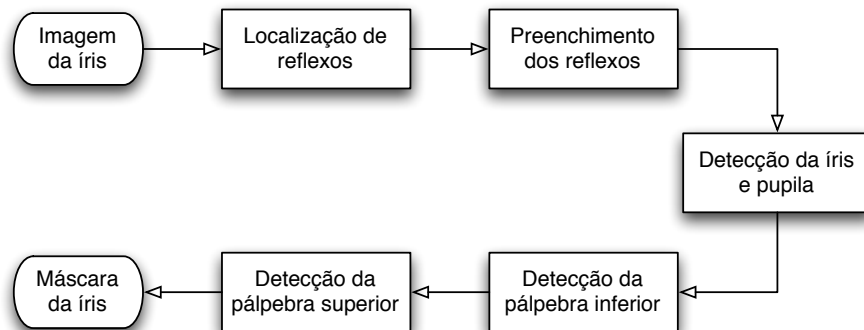 Imagem
da íris
Localização de
reflexos
Preenchimento
dos reflexos
Detecção da íris
e pupila
Detecção da
pálpebra inferior
Detecção da
pálpebra superior
Máscara
da íris